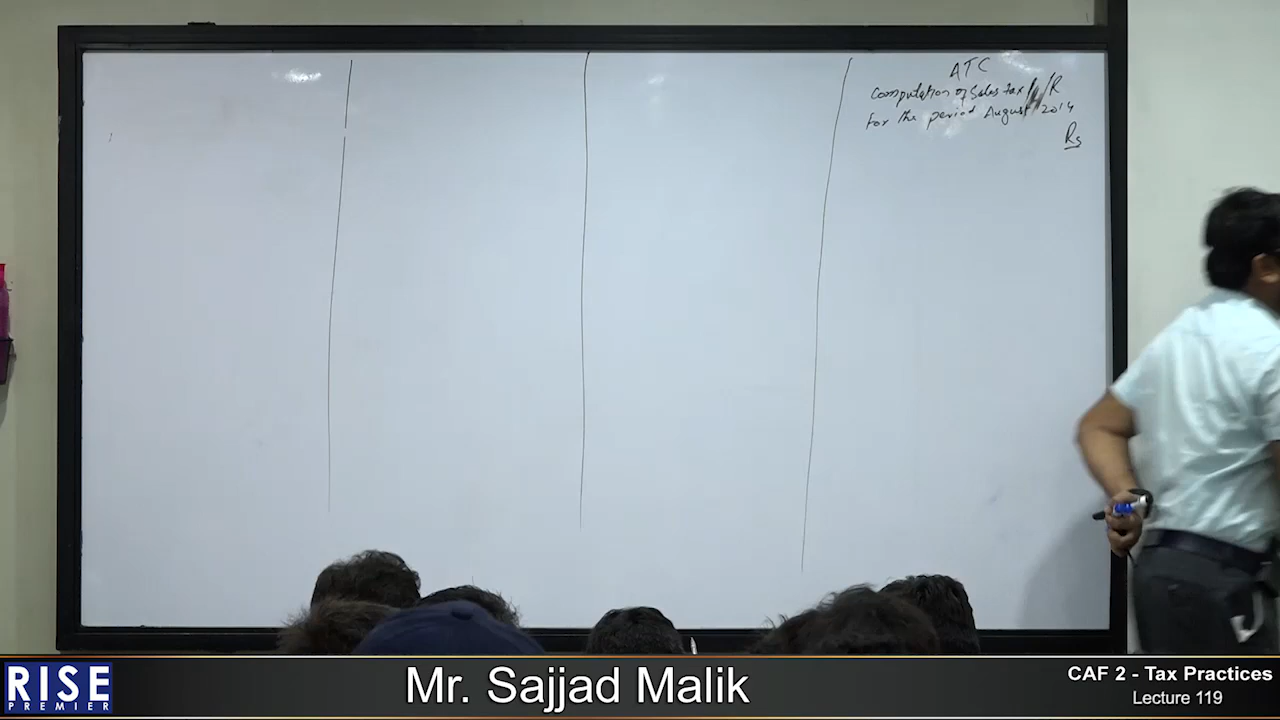 ATC
Computation of Sales tax /R
For the period August 2014
Rs
RISE
PREMIER
Mr. Sajjad Malik
CAF 2 - Tax Practices
Lecture 119